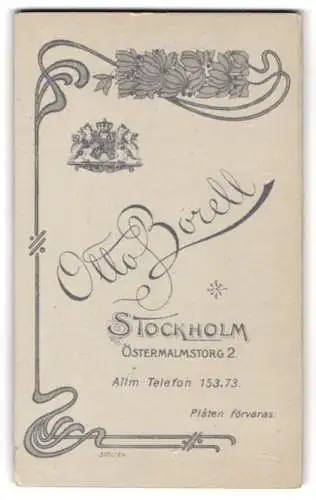 Otto Borell
STOCKHOLM
ÖSTERMALMSTORG 2.
Allm Telefon 153.73.
Plåten förvaras.